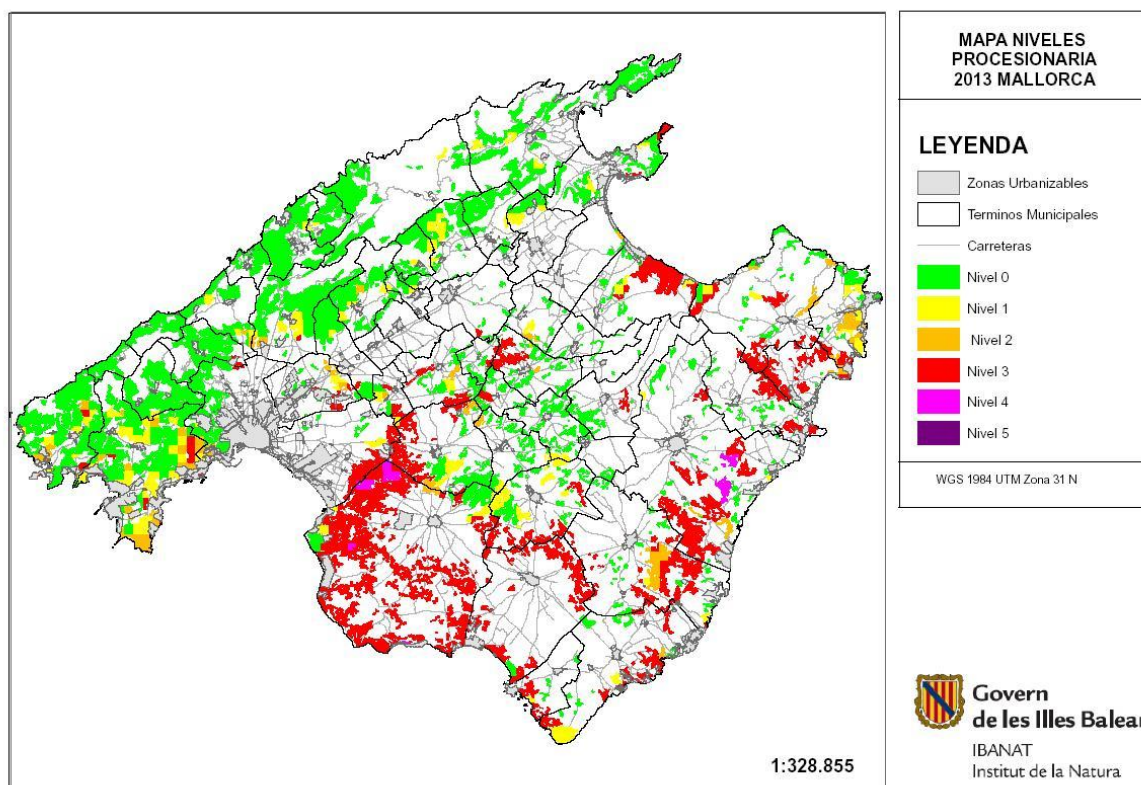 MAPA NIVELES
PROCESIONARIA
2013 MALLORCA
LEYENDA
Zonas Urbanizables
Terminos Municipales
Carreteras
Nivel 0
Nivel 1
Nivel 2
Nivel 3
Nivel 4
Nivel 5
WGS 1984 UTM Zona 31 N
1:328.855
Govern
de les Illes Balear
IBANAT
Institut de la Natura